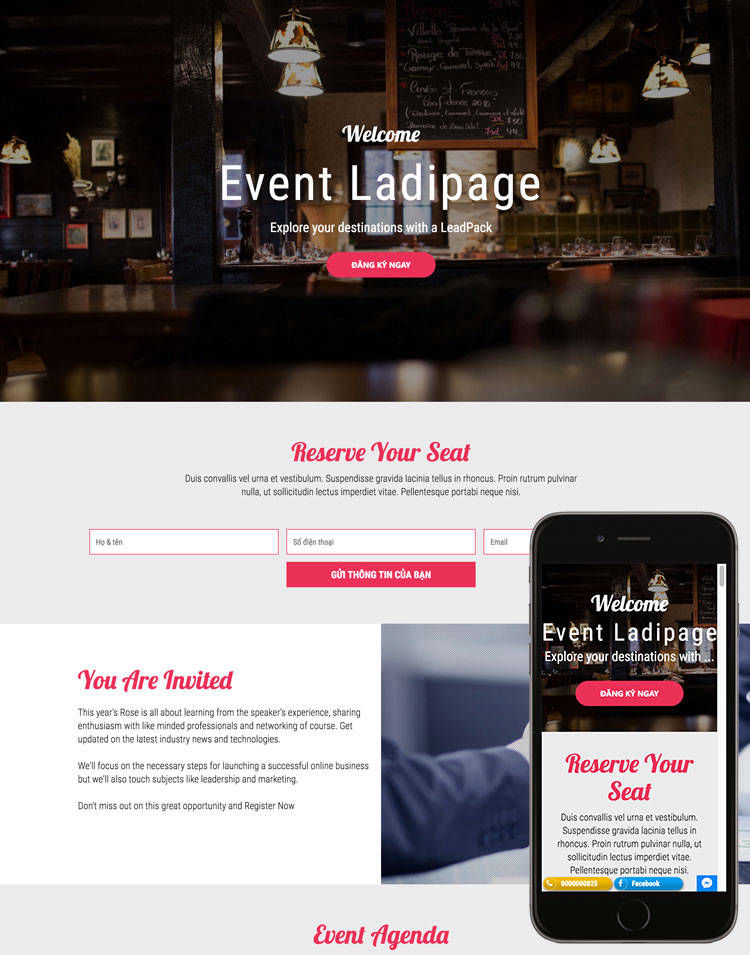 Villette "Reserve de la
Rouge de
Welcome
Event Ladipage
Explore your destinations with a LeadPack
ĐĂNG KÝ NGAY
Reserve Your Seat
Duis convallis vel urna et vestibulum. Suspendisse gravida lacinia tellus in rhoncus. Proin rutrum pulvinar
nulla, ut sollicitudin lectus imperdiet vitae. Pellentesque portabi neque nisi.
Họ & tên
Số điện thoại
Email
GỬI THÔNG TIN CỦA BẠN
You Are Invited
This year's Rose is all about learning from the speaker's experience, sharing
enthusiasm with like minded professionals and networking of course. Get
updated on the latest industry news and technologies.
We'll focus on the necessary steps for launching a successful online business
but we'll also touch subjects like leadership and marketing.
Don't miss out on this great opportunity and Register Now
Event Agenda
Welcome
Event Ladipage
Explore your destinations with ...
ĐĂNG KÝ NGAY
Reserve Your
Seat
Duis convallis vel urna et vestibulum.
Suspendisse gravida lacinia tellus in
rhoncus. Proin rutrum pulvinar nulla, ut
sollicitudin lectus imperdiet vitae.
Pellentesque portabi neque nisi.
0000000825
Facebook